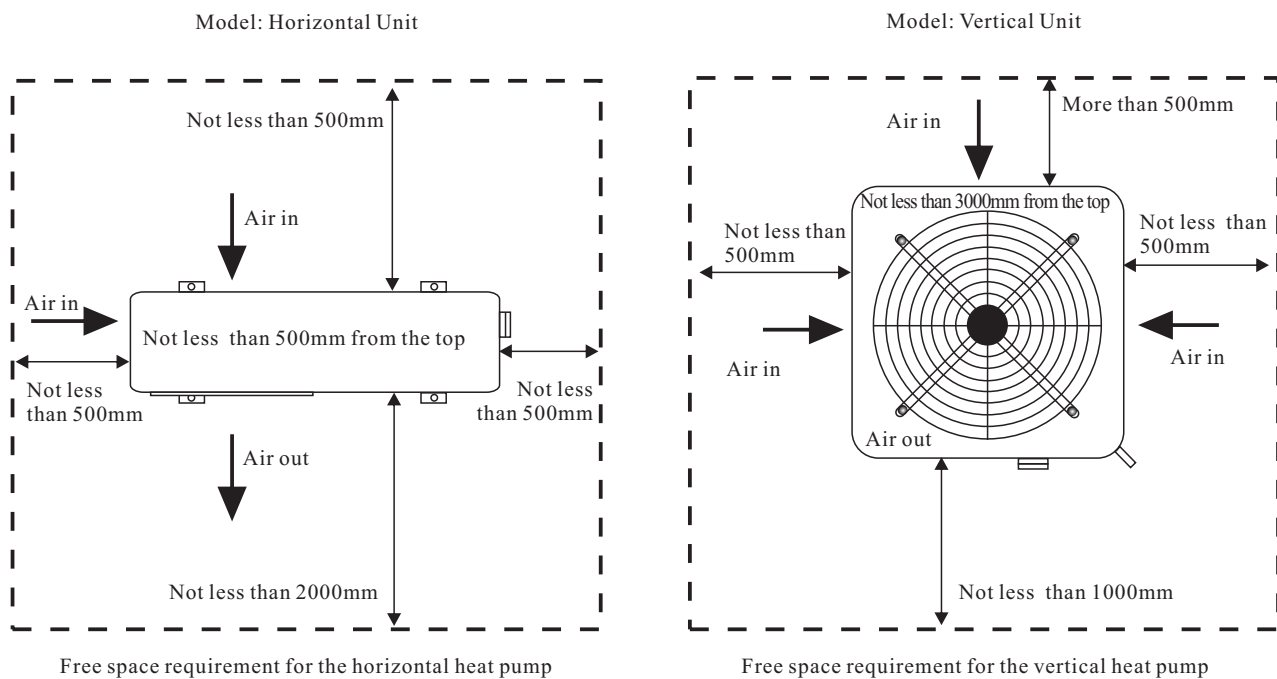 Model: Horizontal Unit
Not less than 500mm
Air in
Air in
Not less than 500mm from the top
Not less
than 500mm
Not less
than 500mm
Air out
Not less than 2000mm
Free space requirement for the horizontal heat pump
Model: Vertical Unit
More than 500mm
Air in
Not less than 3000mm from the top
Not less than
500mm
Not less than
500mm
Air in
Air in
Air out
Not less than 1000mm
Free space requirement for the vertical heat pump